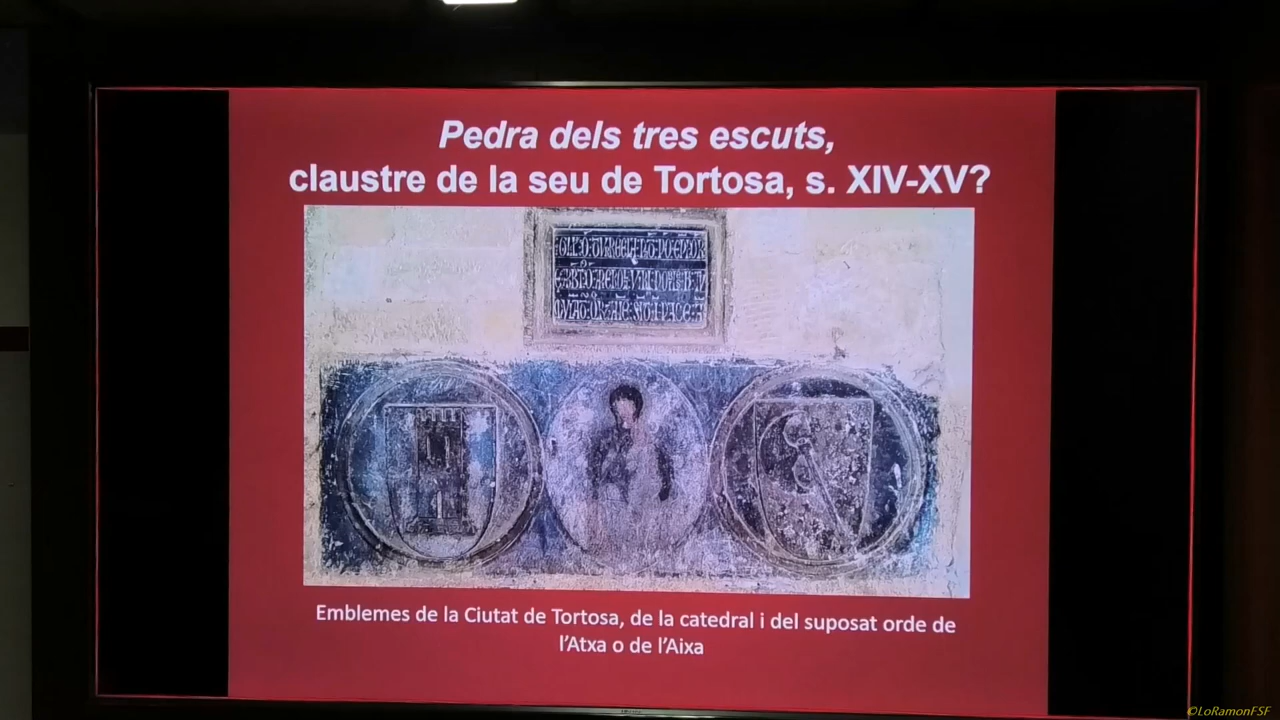 Pedra dels tres escuts,
claustre de la seu de Tortosa, s. XIV-XV?
Emblemes de la Ciutat de Tortosa, de la catedral i del suposat orde de
l'Atxa o de l'Aixa
©LoRamonFSF